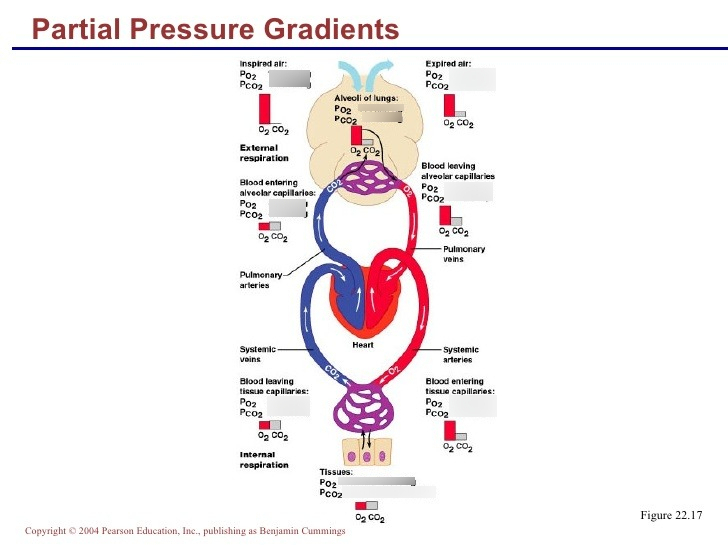 Partial Pressure Gradients
Inspired air:
PO2
PCO2
O2 CO2
Expired air:
PO2
PCO2
O2 CO2
Alveoli of lungs:
PO2
PCO2
O2 CO2
External
respiration
Blood entering
alveolar capillaries:
PO2
PCO2
O2 CO2
Blood leaving
alveolar capillaries:
PO2
PCO2
O2 CO2
CO2
O2
Pulmonary
veins
Pulmonary
arteries
Heart
Systemic
veins
Systemic
arteries
CO2
O2
Blood leaving
tissue capillaries:
PO2
PCO2
O2 CO2
Blood entering
tissue capillaries:
PO2
PCO2
O2 CO2
Internal
respiration
Tissues:
PO2
PCO2
O2 CO2
Figure 22.17
Copyright © 2004 Pearson Education, Inc., publishing as Benjamin Cummings